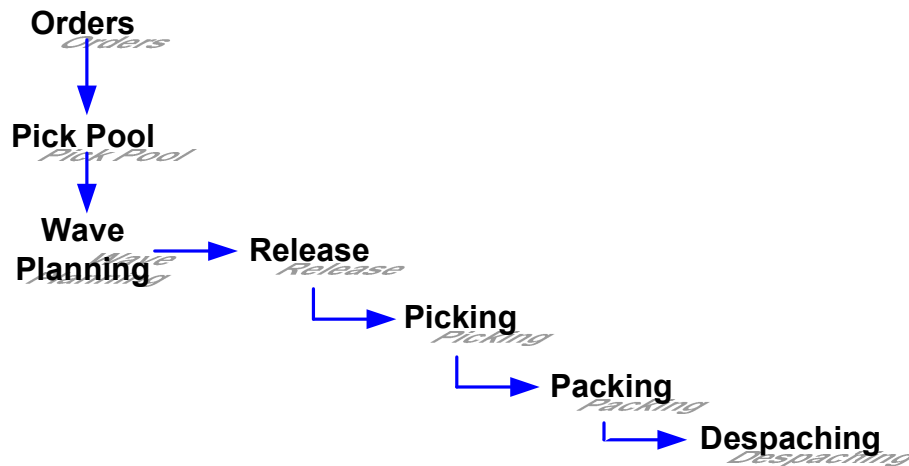 Orders
Pick Pool
Wave
Planning
Release
Picking
Packing
Despaching